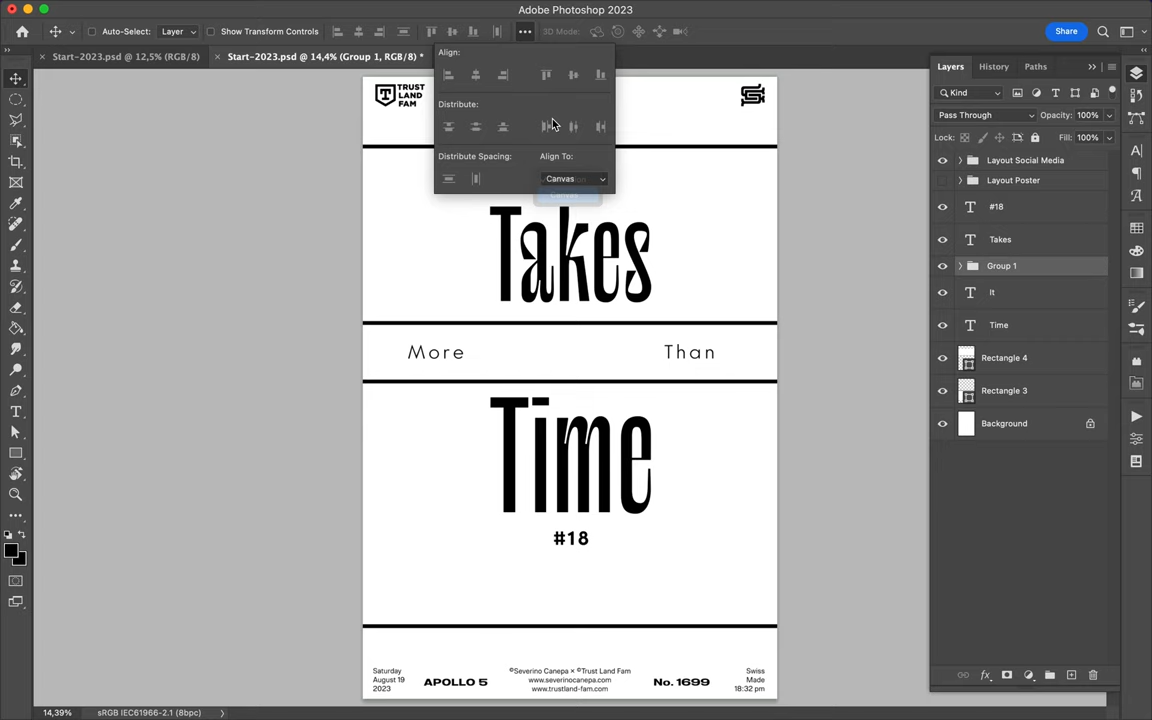 Adobe Photoshop 2023
Auto-Select:
Layer
Show Transform Controls
3D Mode:
Share
Start-2023.psd @ 12,5% (RGB/8)
Start-2023.psd @ 14,4% (Group 1, RGB/8) *
Align:
Distribute:
Distribute Spacing:
Align To:
Canvas
TRUST
LAND
FAM
Takes
More
Than
Time
#18
Saturday
August 19
2023
APOLLO 5
©Severino Canepa × ©Trust Land Fam
www.severinocanepa.com
www.trustland-fam.com
No. 1699
Swiss
Made
18:32 pm
Layers
History
Paths
Kind
Pass Through
Opacity: 100%
Lock:
Fill: 100%
Layout Social Media
Layout Poster
#18
Takes
Group 1
It
Time
Rectangle 4
Rectangle 3
Background
14,39%
sRGB IEC61966-2.1 (8bpc)